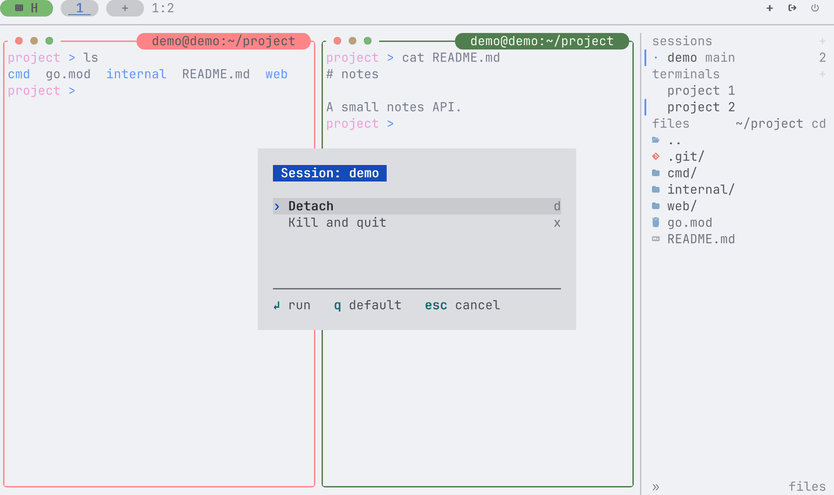 H 1 + 1:2 +
demo@demo:~/project
project > ls
cmd go.mod internal README.md web
project >
demo@demo:~/project
project > cat README.md
# notes
A small notes API.
project >
Session: demo
› Detach d
Kill and quit x
↲ run q default esc cancel
sessions +
· demo main 2
terminals +
project 1
project 2
files ~/project cd
..
.git/
cmd/
internal/
web/
go.mod
README.md
» files